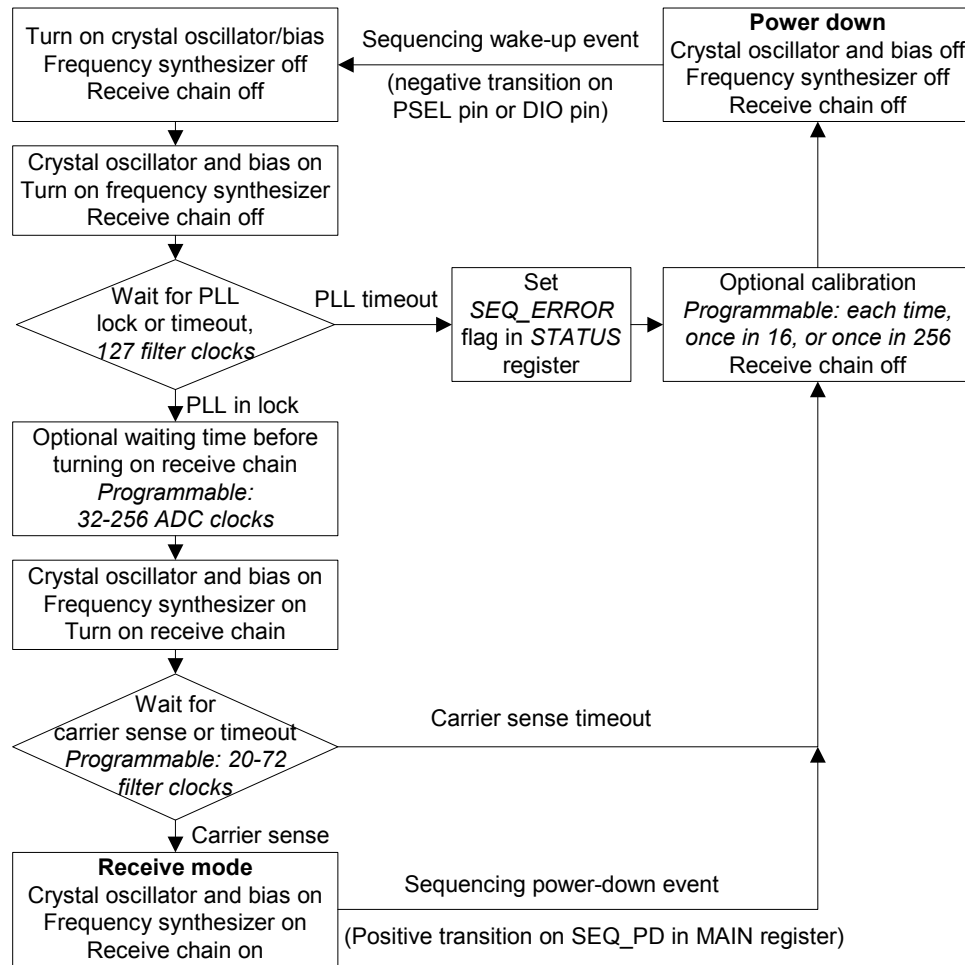 Turn on crystal oscillator/bias
Frequency synthesizer off
Receive chain off
Sequencing wake-up event
(negative transition on
PSEL pin or DIO pin)
Power down
Crystal oscillator and bias off
Frequency synthesizer off
Receive chain off
Crystal oscillator and bias on
Turn on frequency synthesizer
Receive chain off
Wait for PLL
lock or timeout,
127 filter clocks
PLL timeout
Set
SEQ_ERROR
flag in STATUS
register
Optional calibration
Programmable: each time,
once in 16, or once in 256
Receive chain off
PLL in lock
Optional waiting time before
turning on receive chain
Programmable:
32-256 ADC clocks
Crystal oscillator and bias on
Frequency synthesizer on
Turn on receive chain
Wait for
carrier sense or timeout
Programmable: 20-72
filter clocks
Carrier sense timeout
Carrier sense
Receive mode
Crystal oscillator and bias on
Frequency synthesizer on
Receive chain on
Sequencing power-down event
(Positive transition on SEQ_PD in MAIN register)